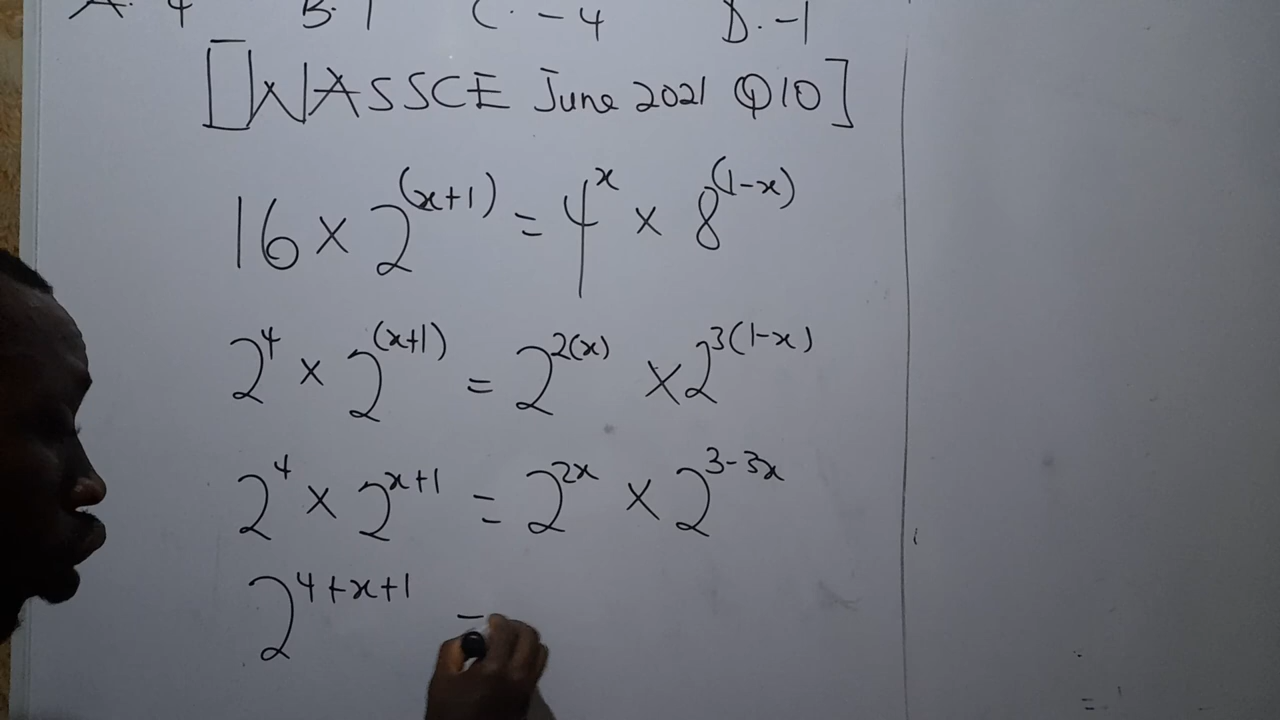 A. 4 B. 1 C. -4 D. -1
[WASSCE June 2021 Q10]
16 × 2^(x+1) = 4^x × 8^(1-x)
2^4 × 2^(x+1) = 2^2(x) × 2^3(1-x)
2^4 × 2^x+1 = 2^2x × 2^3-3x
2^4+x+1 =